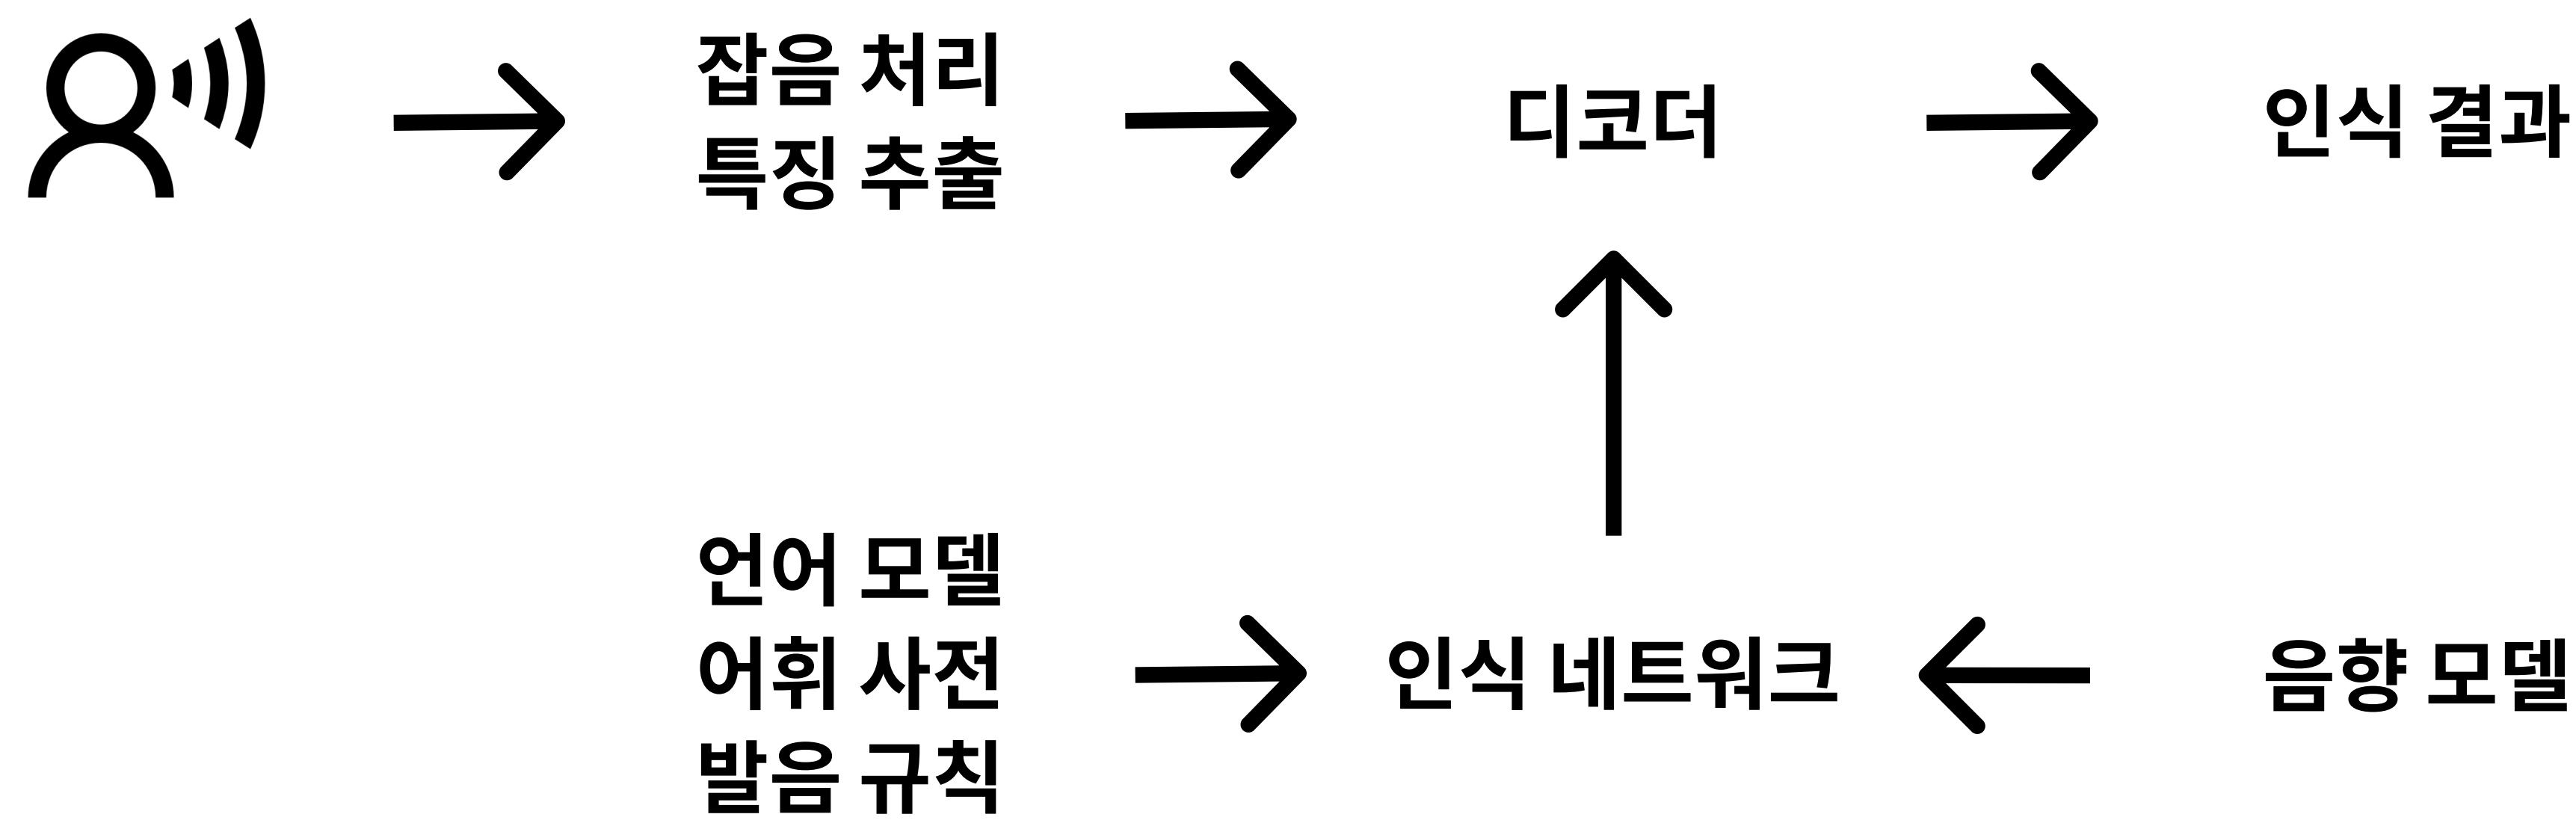 잡음 처리
특징 추출
디코더
인식 결과
언어 모델
어휘 사전
발음 규칙
인식 네트워크
음향 모델